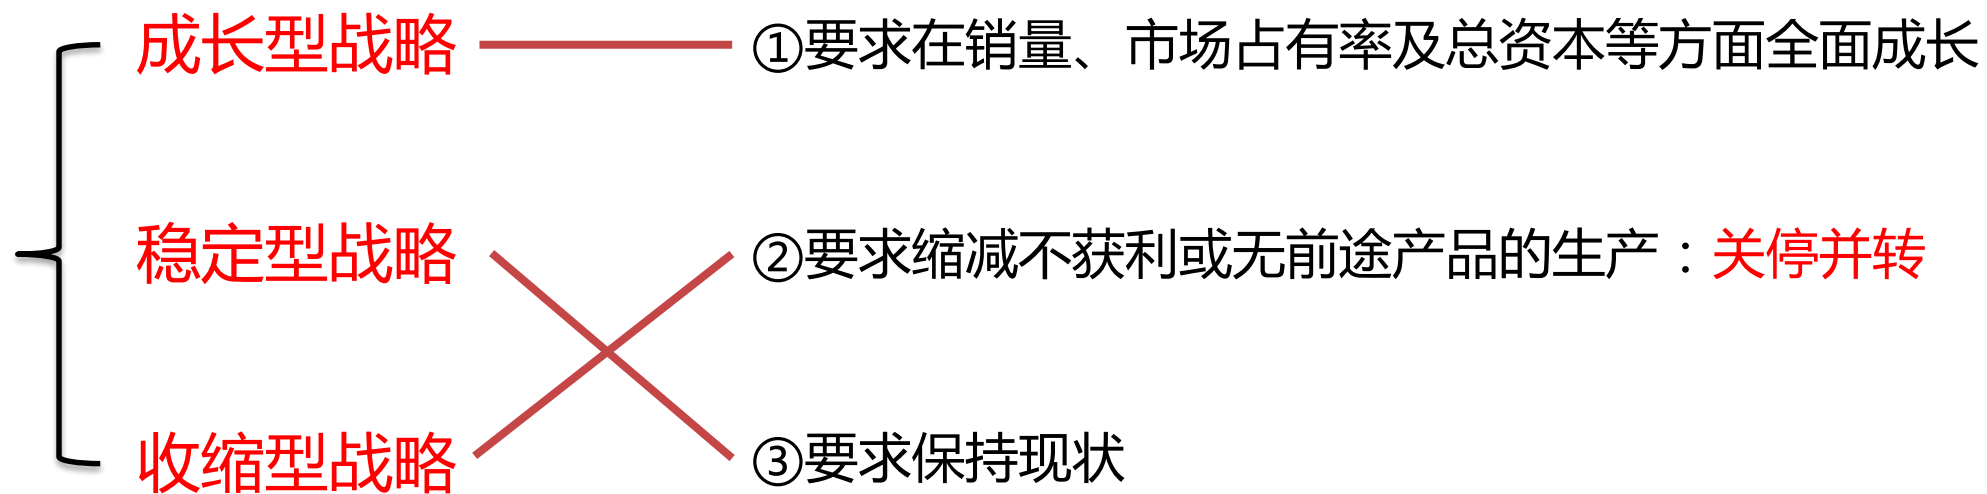 成长型战略 ①要求在销量、市场占有率及总资本等方面全面成长
稳定型战略 ②要求缩减不获利或无前途产品的生产：关停并转
收缩型战略 ③要求保持现状